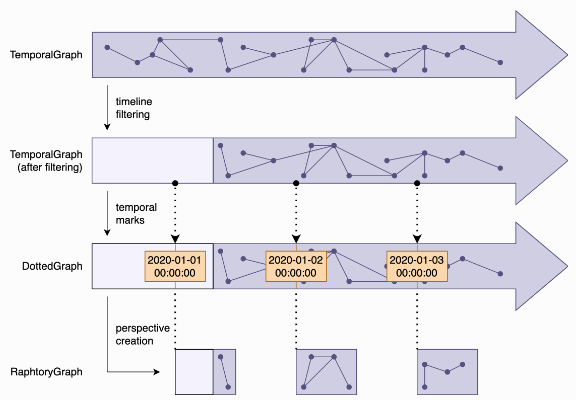 TemporalGraph
timeline
filtering
TemporalGraph
(after filtering)
temporal
marks
DottedGraph
2020-01-01
00:00:00
2020-01-02
00:00:00
2020-01-03
00:00:00
perspective
creation
RaphtoryGraph